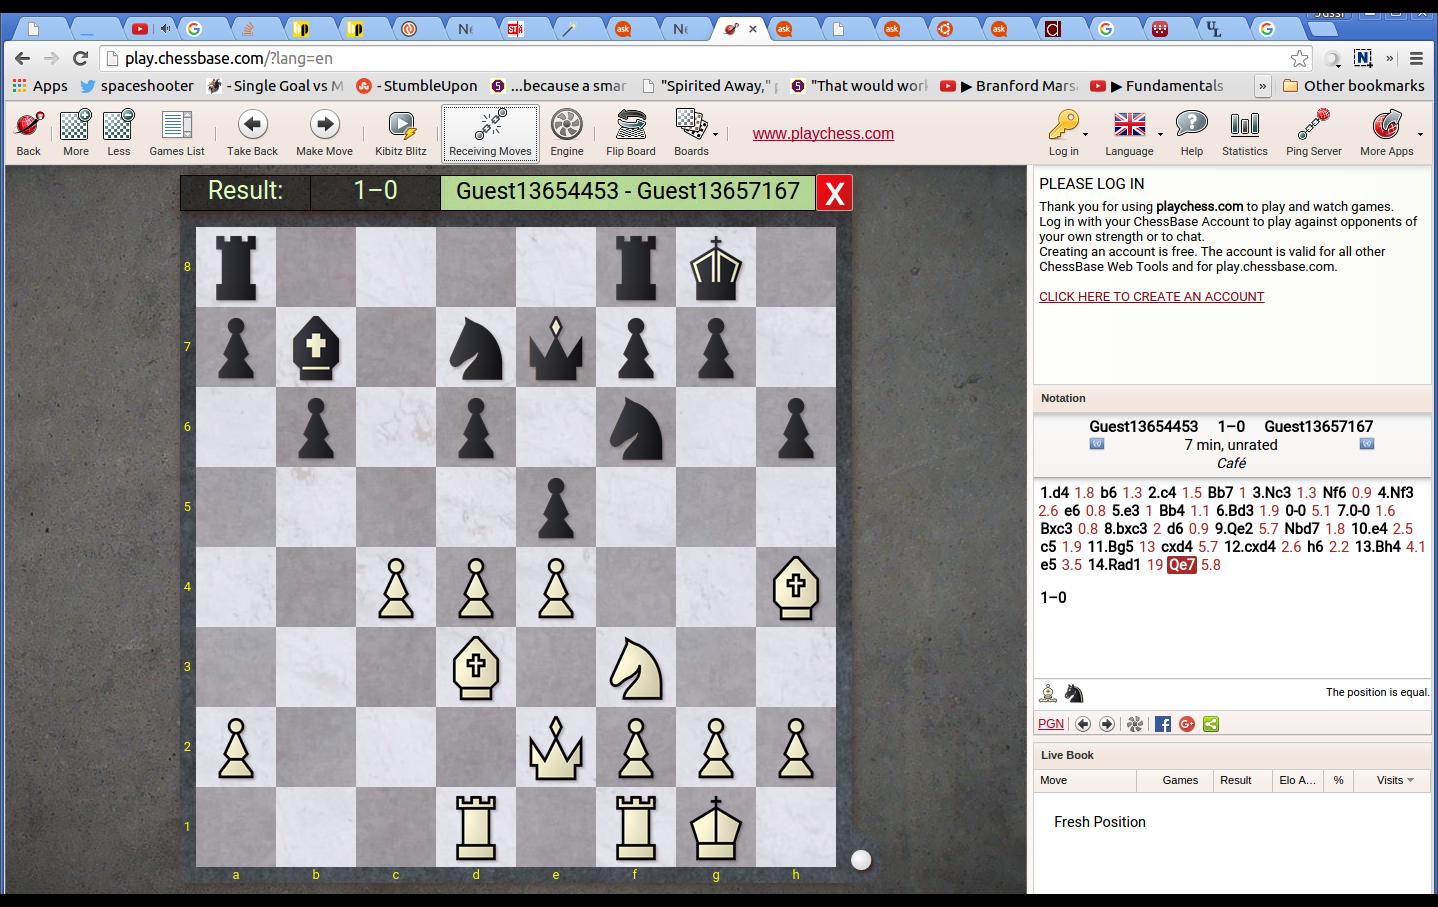 play.chessbase.com/?lang=en
Apps spaceshooter - Single Goal vs M - StumbleUpon ...because a smar "Spirited Away," "That would wor ▶ Branford Mars ▶ Fundamentals » Other bookmarks
Back More Less Games List Take Back Make Move Kibitz Blitz Receiving Moves Engine Flip Board Boards www.playchess.com Log in Language Help Statistics Ping Server More Apps
Result: 1–0 Guest13654453 - Guest13657167 X
8
7
6
5
4
3
2
1
a b c d e f g h
PLEASE LOG IN
Thank you for using playchess.com to play and watch games.
Log in with your ChessBase Account to play against opponents of
your own strength or to chat.
Creating an account is free. The account is valid for all other
ChessBase Web Tools and for play.chessbase.com.
CLICK HERE TO CREATE AN ACCOUNT
Notation
Guest13654453 1–0 Guest13657167
7 min, unrated
Café
1.d4 1.8 b6 1.3 2.c4 1.5 Bb7 1 3.Nc3 1.3 Nf6 0.9 4.Nf3
2.6 e6 0.8 5.e3 1 Bb4 1.1 6.Bd3 1.9 0-0 5.1 7.0-0 1.6
Bxc3 0.8 8.bxc3 2 d6 0.9 9.Qe2 5.7 Nbd7 1.8 10.e4 2.5
c5 1.9 11.Bg5 13 cxd4 5.7 12.cxd4 2.6 h6 2.2 13.Bh4 4.1
e5 3.5 14.Rad1 19 Qe7 5.8
1–0
The position is equal.
PGN
Live Book
Move Games Result Elo A... % Visits
Fresh Position